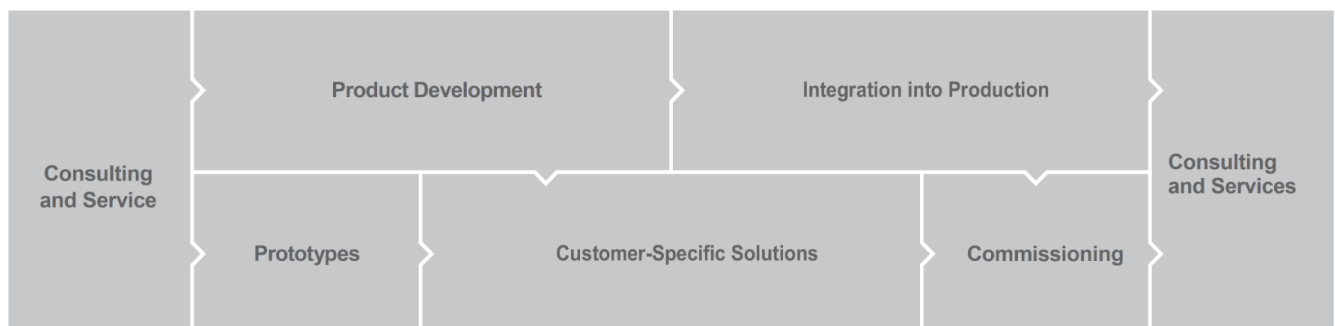 Consulting
and Service
Product Development
Integration into Production
Prototypes
Customer-Specific Solutions
Commissioning
Consulting
and Services